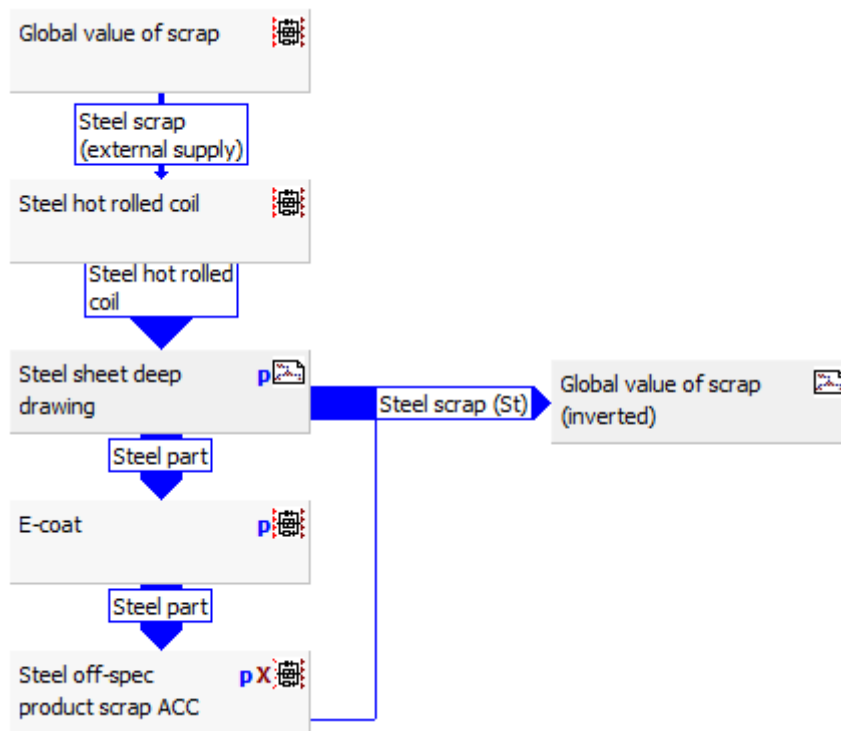 Global value of scrap
Steel scrap
(external supply)
Steel hot rolled coil
Steel hot rolled
coil
Steel sheet deep
drawing
p
Steel scrap (St)
Global value of scrap
(inverted)
Steel part
E-coat
p
Steel part
Steel off-spec
product scrap ACC
p X